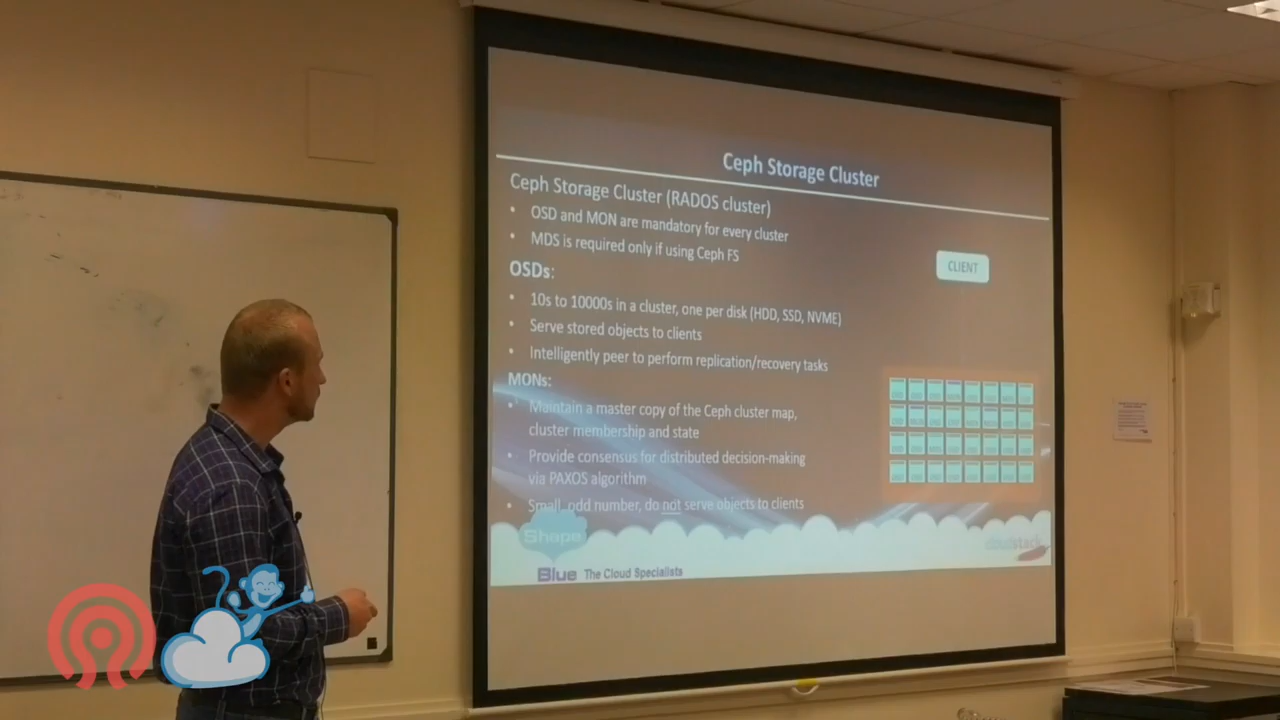 Ceph Storage Cluster
Ceph Storage Cluster (RADOS cluster)
• OSD and MON are mandatory for every cluster
• MDS is required only if using Ceph FS
OSDs:
• 10s to 10000s in a cluster, one per disk (HDD, SSD, NVME)
• Serve stored objects to clients
• Intelligently peer to perform replication/recovery tasks
MONs:
• Maintain a master copy of the Ceph cluster map,
cluster membership and state
• Provide consensus for distributed decision-making
via PAXOS algorithm
• Small, odd number, do not serve objects to clients
CLIENT
Shape
Blue The Cloud Specialists
cloudstack